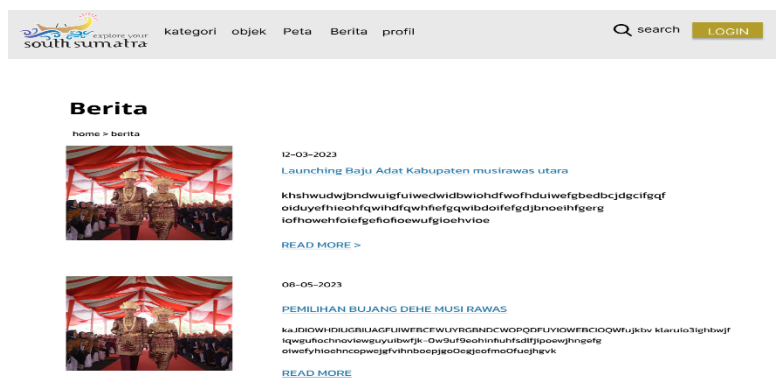 explore your
south sumatra
kategori objek Peta Berita profil
search LOGIN
Berita
home > berita
12-03-2023
Launching Baju Adat Kabupaten musirawas utara
khshwudwjbndwuigfuiwedwidbwiohdfwofhduiwefgbedbcjdgcifgqf
oiduyefhieohfqwihdfqwhfiefgqwibdoifefgdjbnoeihfgerg
iofhowehfoiefgefiofioewufgioehvioe
READ MORE >
08-05-2023
PEMILIHAN BUJANG DEHE MUSI RAWAS
klaruio3ighbwjf
READ MORE